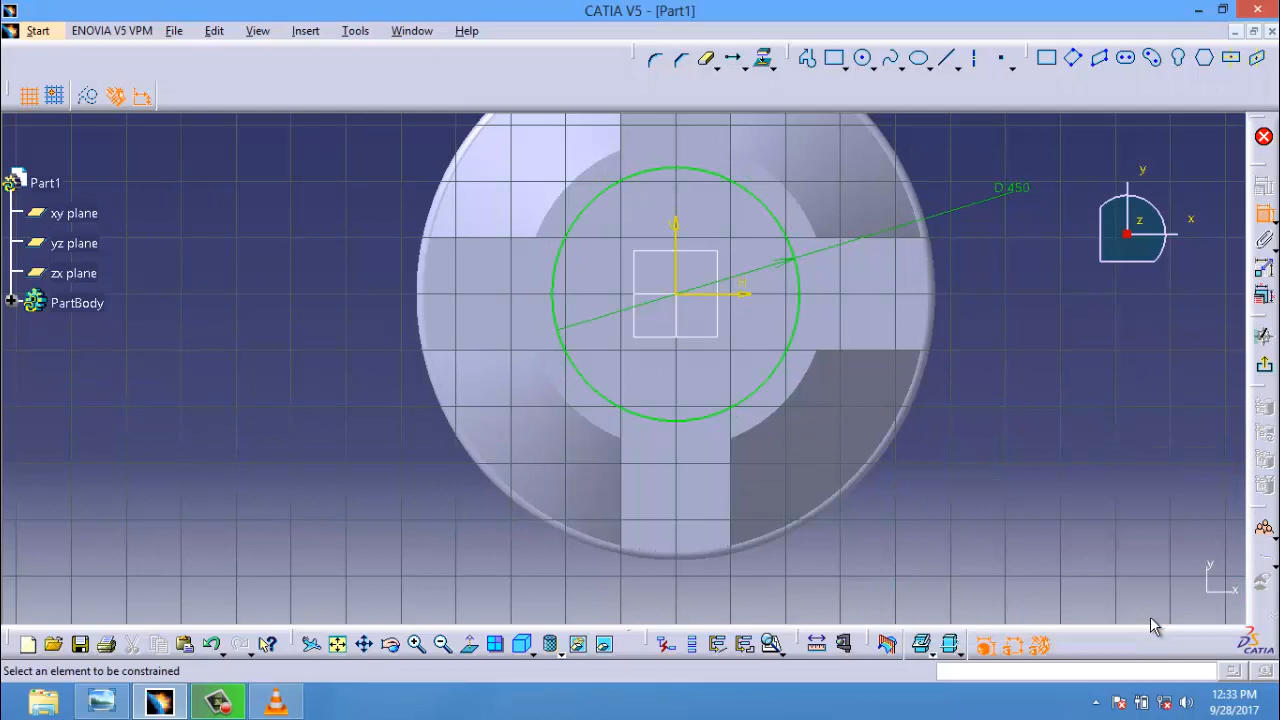 CATIA V5 - [Part1]
Start ENOVIA V5 VPM File Edit View Insert Tools Window Help
Part1
xy plane
yz plane
zx plane
PartBody
D 450
H
y
x
z
y
x
CATIA
Select an element to be constrained
12:33 PM
9/28/2017